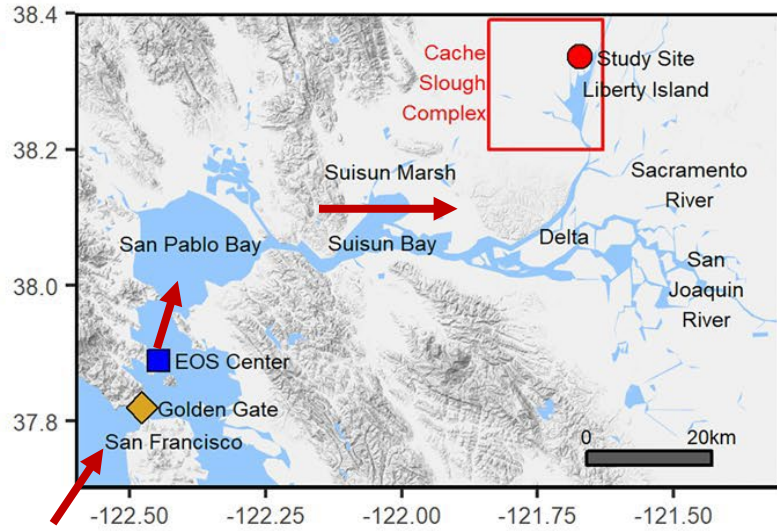 38.4
38.2
38.0
37.8
Cache
Slough
Complex
Study Site
Liberty Island
Suisun Marsh
Sacramento
River
San Pablo Bay
Suisun Bay
Delta
San
Joaquin
River
EOS Center
Golden Gate
San Francisco
0 20km
-122.50 -122.25 -122.00 -121.75 -121.50